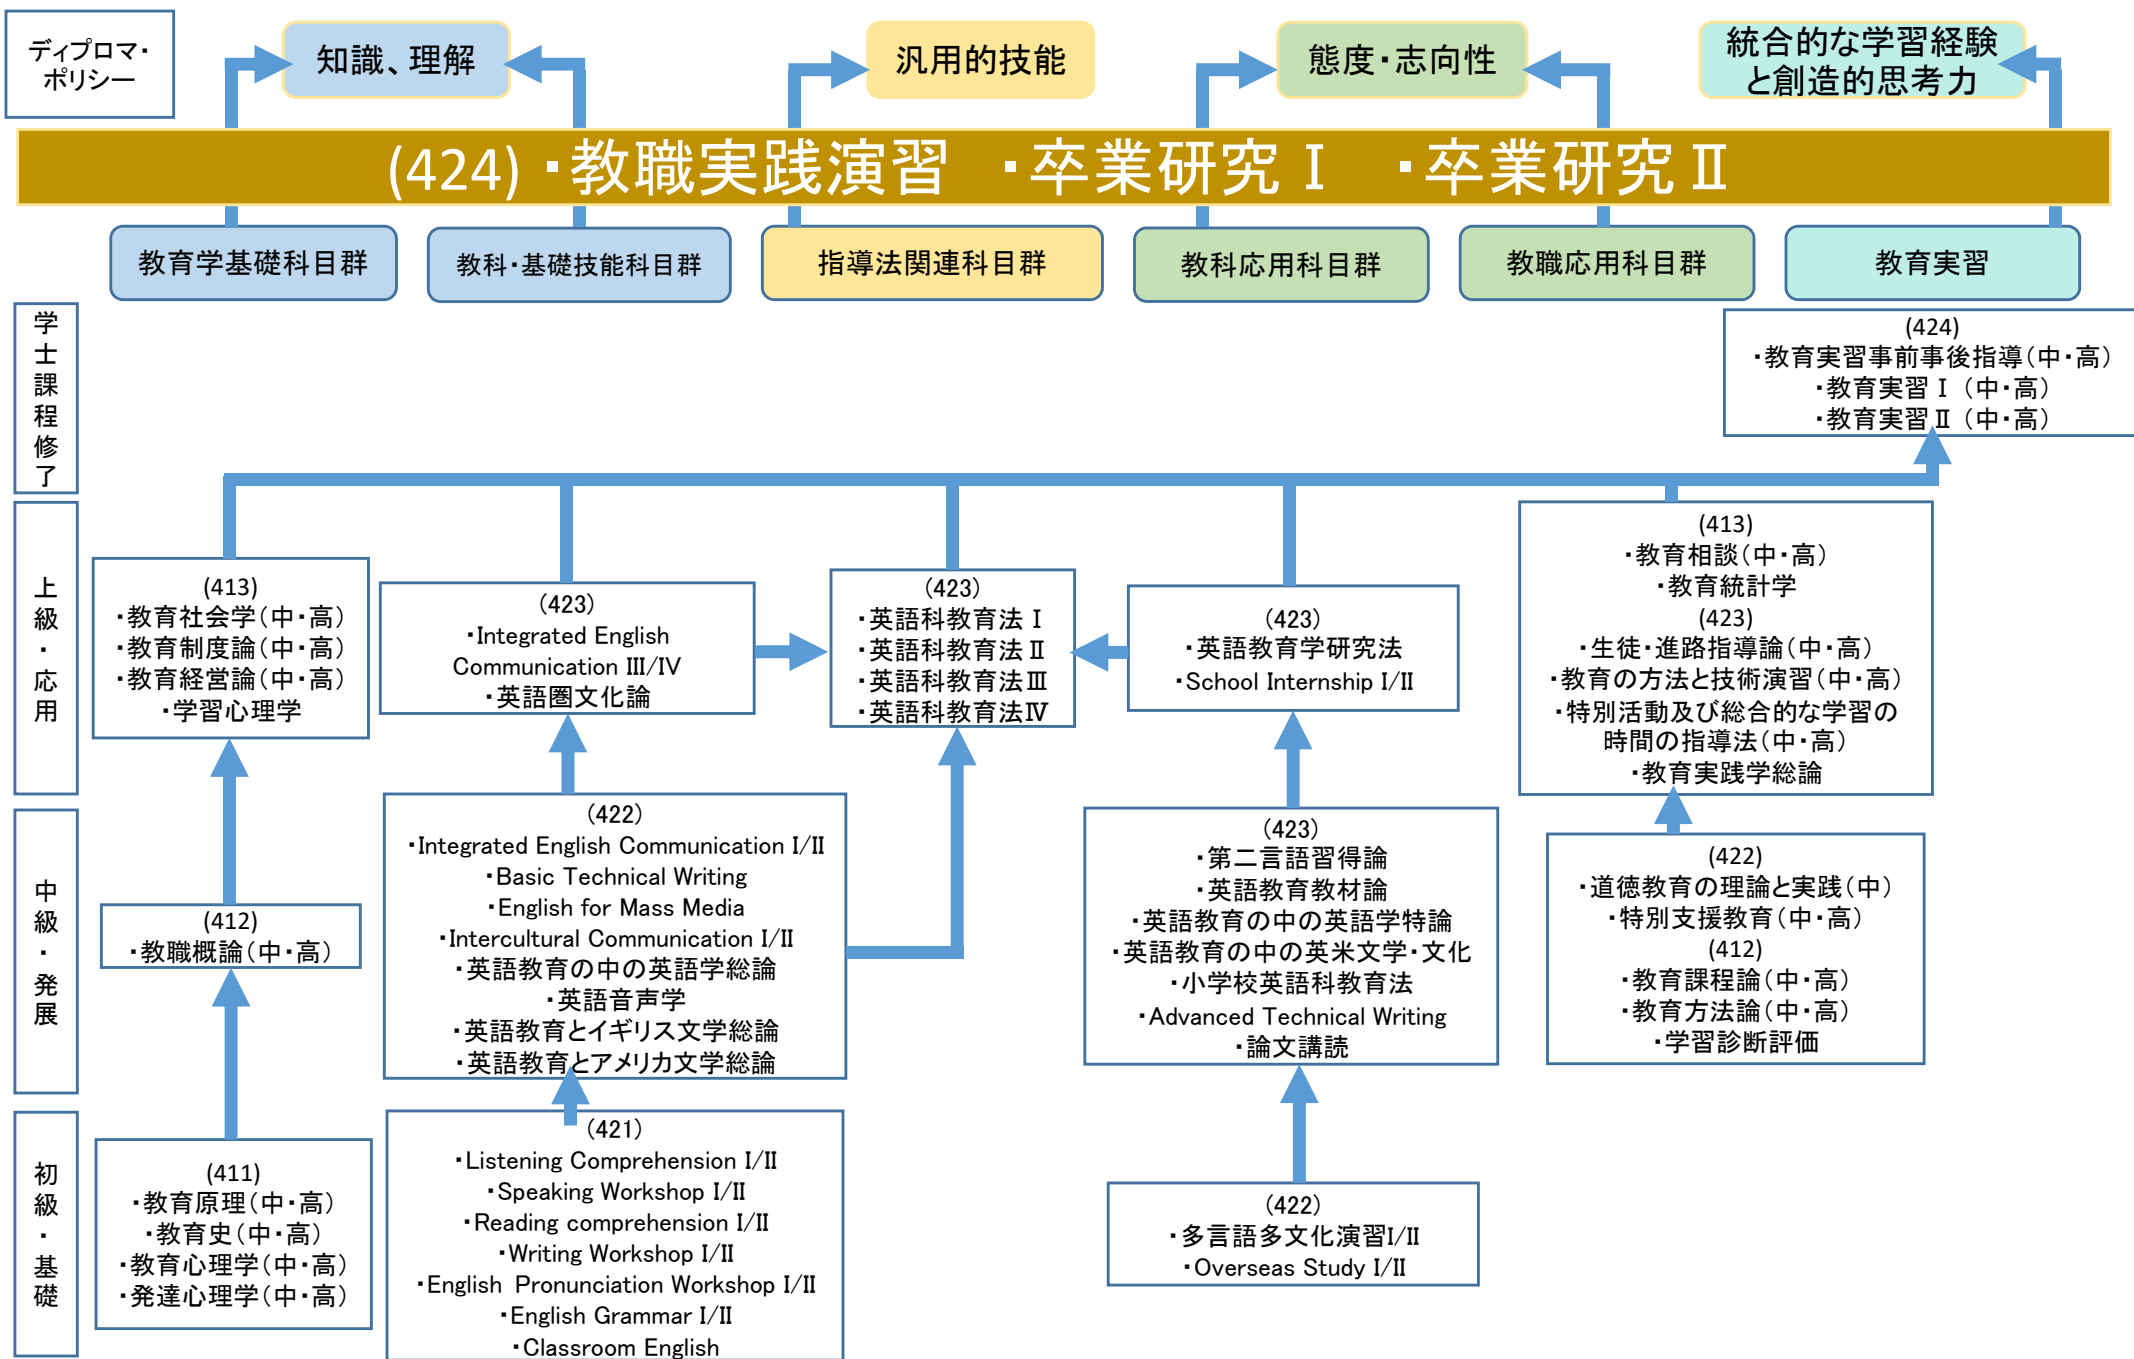 ディプロマ・
ポリシー
知識、理解
汎用的技能
態度・志向性
統合的な学習経験
と創造的思考力
(424)・教職実践演習　・卒業研究Ⅰ　・卒業研究Ⅱ
教育学基礎科目群
教科・基礎技能科目群
指導法関連科目群
教科応用科目群
教職応用科目群
教育実習
学士課程修了
(424)
・教育実習事前事後指導(中・高)
・教育実習Ⅰ(中・高)
・教育実習Ⅱ(中・高)
上級・応用
(413)
・教育社会学(中・高)
・教育制度論(中・高)
・教育経営論(中・高)
・学習心理学
(423)
・Integrated English
Communication III/IV
・英語圏文化論
(423)
・英語科教育法Ⅰ
・英語科教育法Ⅱ
・英語科教育法Ⅲ
・英語科教育法Ⅳ
(423)
・英語教育学研究法
・School Internship I/II
(413)
・教育相談(中・高)
・教育統計学
(423)
・生徒・進路指導論(中・高)
・教育の方法と技術演習(中・高)
・特別活動及び総合的な学習の
時間の指導法(中・高)
・教育実践学総論
中級・発展
(412)
・教職概論(中・高)
(422)
・Integrated English Communication I/II
・Basic Technical Writing
・English for Mass Media
・Intercultural Communication I/II
・英語教育の中の英語学総論
・英語音声学
・英語教育とイギリス文学総論
・英語教育とアメリカ文学総論
(423)
・第二言語習得論
・英語教育教材論
・英語教育の中の英語学特論
・英語教育の中の英米文学・文化
・小学校英語科教育法
・Advanced Technical Writing
・論文講読
(422)
・道徳教育の理論と実践(中)
・特別支援教育(中・高)
(412)
・教育課程論(中・高)
・教育方法論(中・高)
・学習診断評価
初級・基礎
(411)
・教育原理(中・高)
・教育史(中・高)
・教育心理学(中・高)
・発達心理学(中・高)
(421)
・Listening Comprehension I/II
・Speaking Workshop I/II
・Reading comprehension I/II
・Writing Workshop I/II
・English Pronunciation Workshop I/II
・English Grammar I/II
・Classroom English
(422)
・多言語多文化演習I/II
・Overseas Study I/II